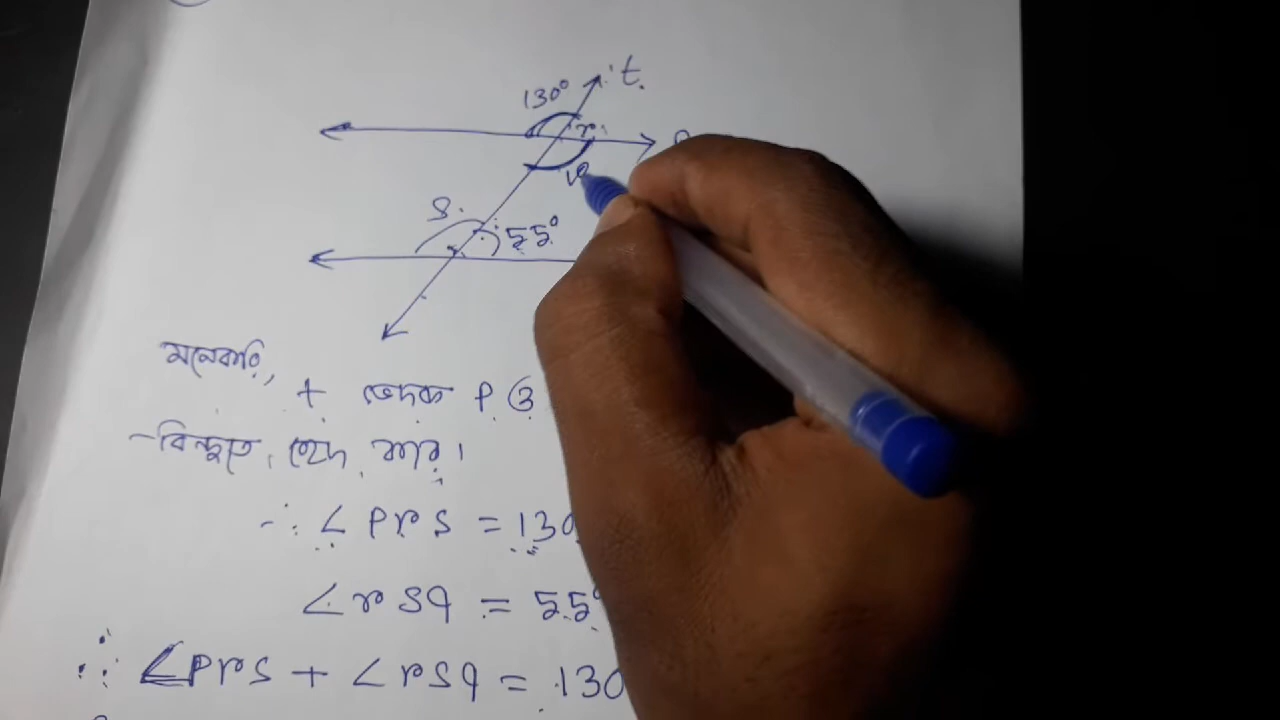 t
130°
r
S
55°
মনেকরি,
t ভেদক P ও
বিন্দুতে ছেদ করে।
∴ ∠prs = 130
∠rsq = 55°
∴ ∠prs + ∠rsq = 130